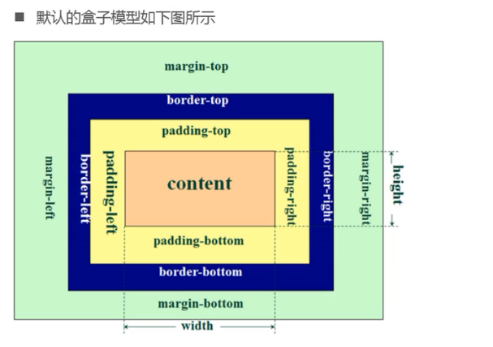 ■ 默认的盒子模型如下图所示
margin-top
border-top
padding-top
margin-left
border-left
padding-left
content
padding-right
border-right
margin-right
height
padding-bottom
border-bottom
margin-bottom
width